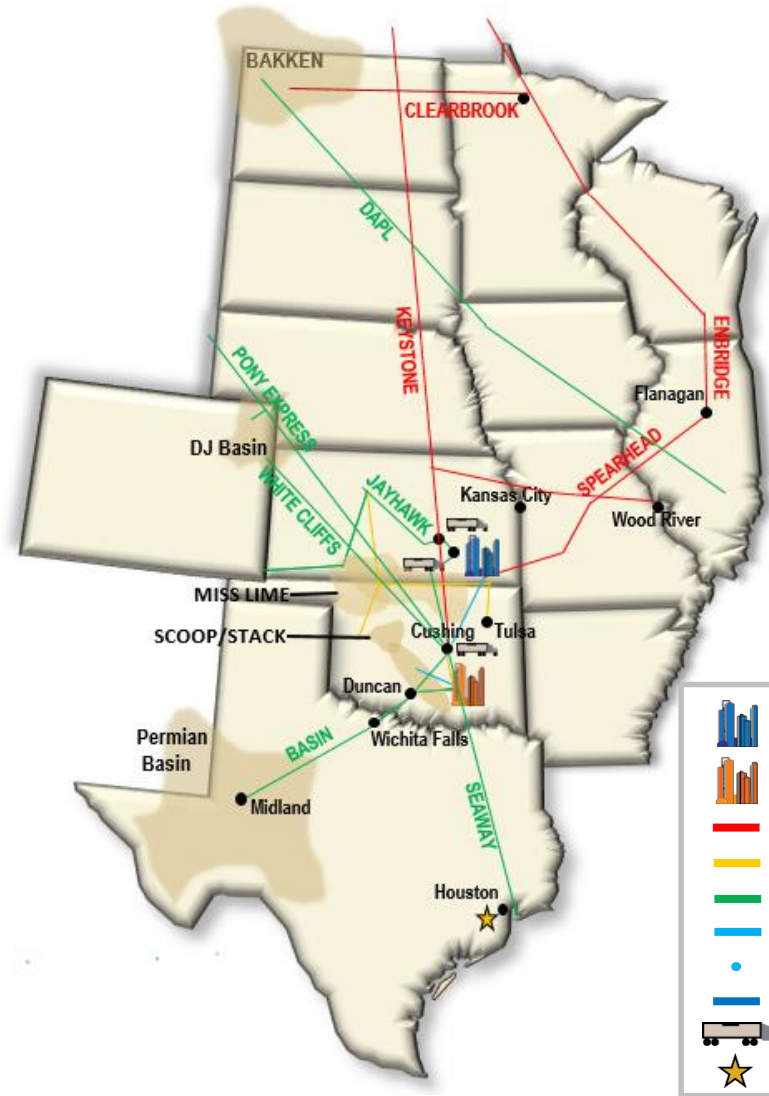 BAKKEN
CLEARBROOK
DAPL
KEYSTONE
ENBRIDGE
PONY EXPRESS
Flanagan
DJ Basin
WHITE CLIFFS
JAYHAWK
SPEARHEAD
Kansas City
Wood River
MISS LIME
SCOOP/STACK
Cushing
Tulsa
Duncan
Wichita Falls
Permian
Basin
BASIN
Midland
SEAWAY
Houston